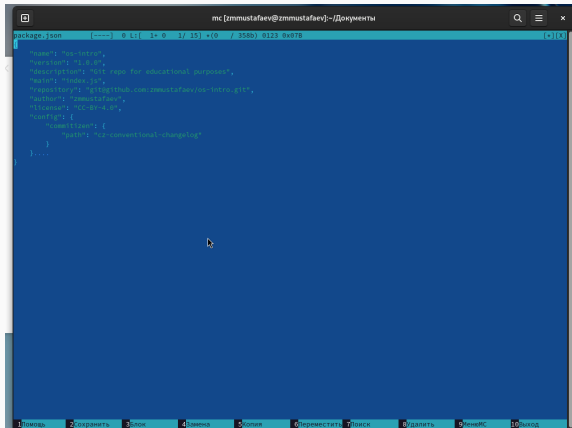 mc [zmmustafaev@zmmustafaev]:~/Документы
package.json [----] 0 L:[ 1+ 0 1/ 15] *(0 / 358b) 0123 0x07B [*][X]
{
"name": "os-intro",
"version": "1.0.0",
"description": "Git repo for educational purposes",
"main": "index.js",
"repository": "git@github.com:zmmustafaev/os-intro.git",
"author": "zmmustafaev",
"license": "CC-BY-4.0",
"config": {
"commitizen": {
"path": "cz-conventional-changelog"
}
}....
}
1Помощь 2Сохранить 3Блок 4Замена 5Копия 6Переместить 7Поиск 8Удалить 9МенюMC 10Выход